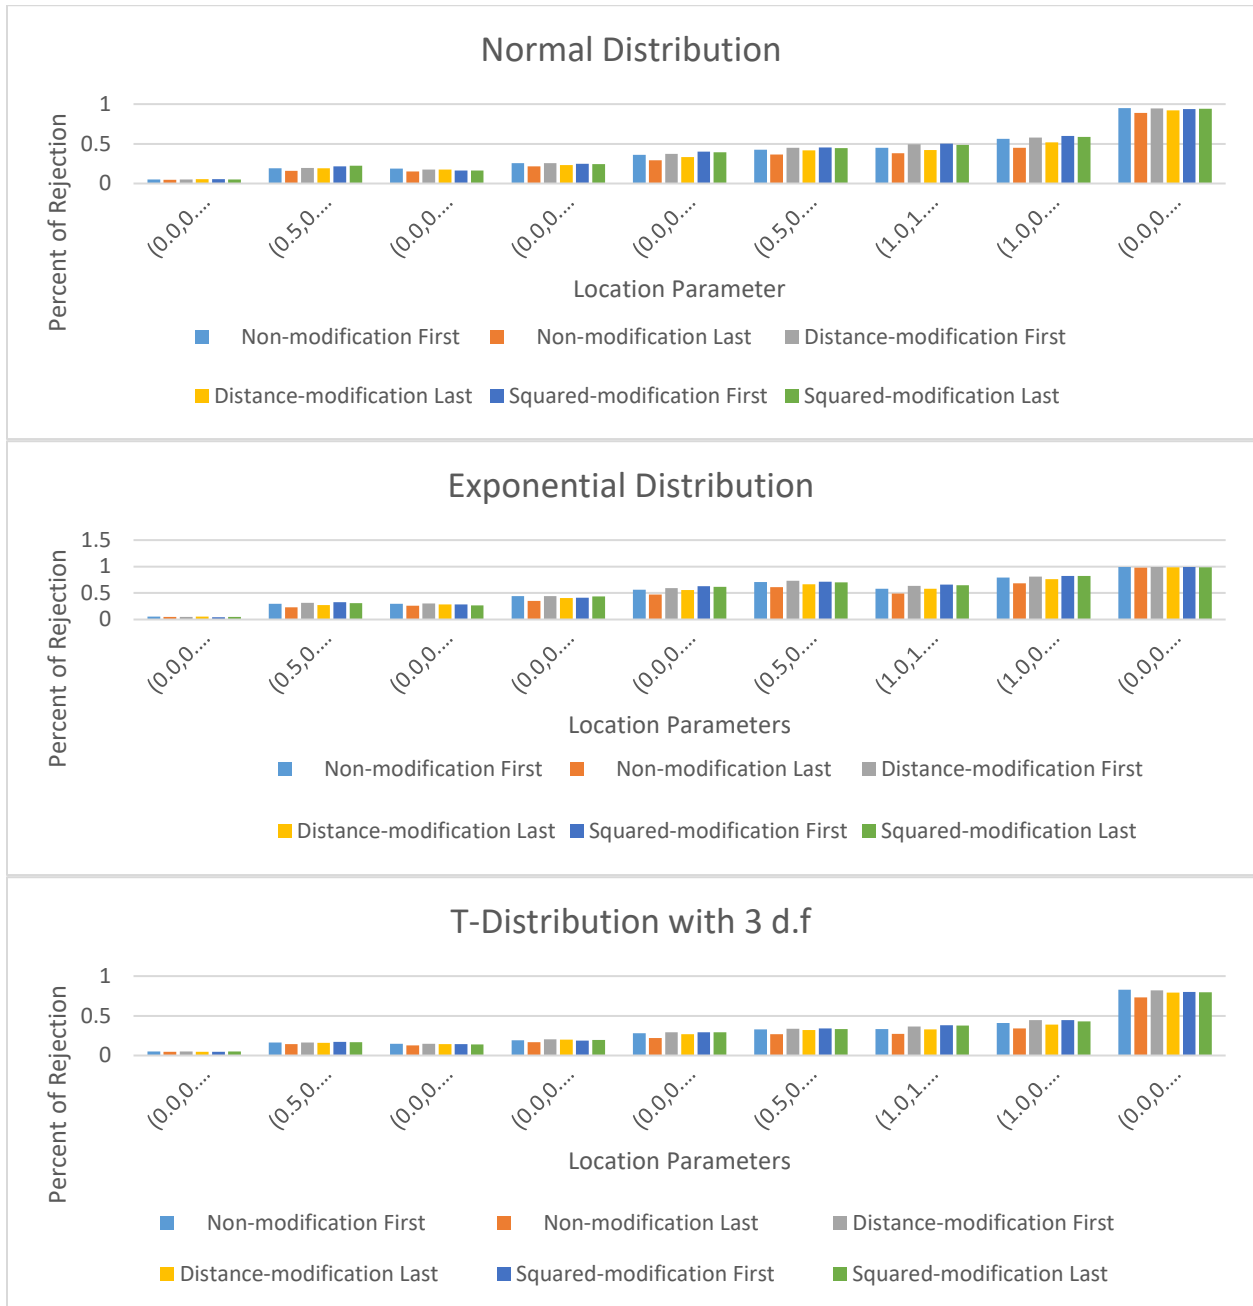 Normal Distribution
Percent of Rejection
1
0.5
0
(0.0,0....
(0.5,0....
(0.0,0....
(0.0,0....
(0.0,0....
(0.5,0....
(1.0,1....
(1.0,0....
(0.0,0....
Location Parameter
Non-modification First
Non-modification Last
Distance-modification First
Distance-modification Last
Squared-modification First
Squared-modification Last
Exponential Distribution
Percent of Rejection
1.5
1
0.5
0
(0.0,0....
(0.5,0....
(0.0,0....
(0.0,0....
(0.0,0....
(0.5,0....
(1.0,1....
(1.0,0....
(0.0,0....
Location Parameters
Non-modification First
Non-modification Last
Distance-modification First
Distance-modification Last
Squared-modification First
Squared-modification Last
T-Distribution with 3 d.f
Percent of Rejection
1
0.5
0
(0.0,0....
(0.5,0....
(0.0,0....
(0.0,0....
(0.0,0....
(0.5,0....
(1.0,1....
(1.0,0....
(0.0,0....
Location Parameters
Non-modification First
Non-modification Last
Distance-modification First
Distance-modification Last
Squared-modification First
Squared-modification Last